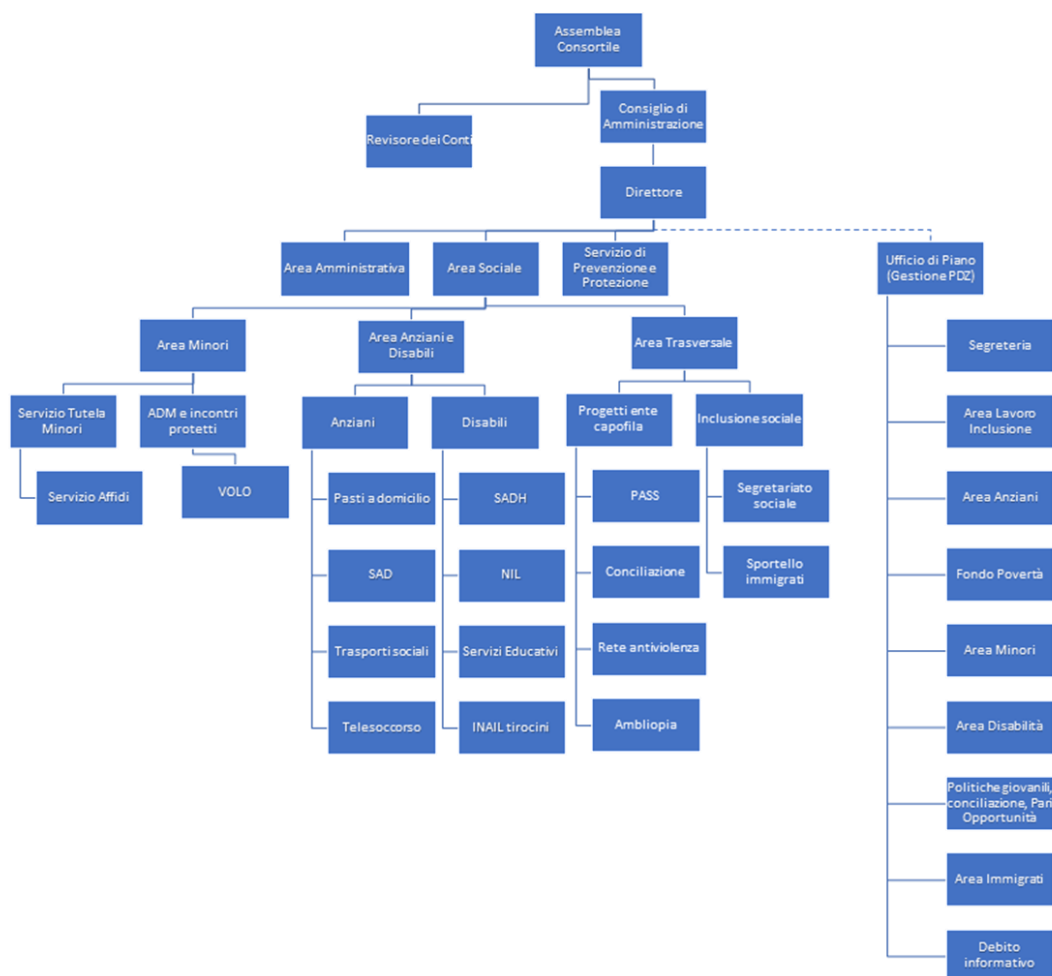 Assemblea
Consortile
Consiglio di
Amministrazione
Revisore dei Conti
Direttore
Area Amministrativa
Area Sociale
Servizio di
Prevenzione e
Protezione
Ufficio di Piano
(Gestione PDZ)
Area Minori
Area Anziani e
Disabili
Area Trasversale
Segreteria
Servizio Tutela
Minori
ADM e incontri
protetti
Anziani
Disabili
Progetti ente
capofila
Inclusione sociale
Area Lavoro
Inclusione
Servizio Affidi
VOLO
Pasti a domicilio
SADH
PASS
Segretariato
sociale
Area Anziani
SAD
NIL
Conciliazione
Sportello
immigrati
Fondo Povertà
Trasporti sociali
Servizi Educativi
Rete antiviolenza
Area Minori
Telesoccorso
INAIL tirocini
Ambliopia
Area Disabilità
Politiche giovanili,
conciliazione, Pari
Opportunità
Area Immigrati
Debito
informativo